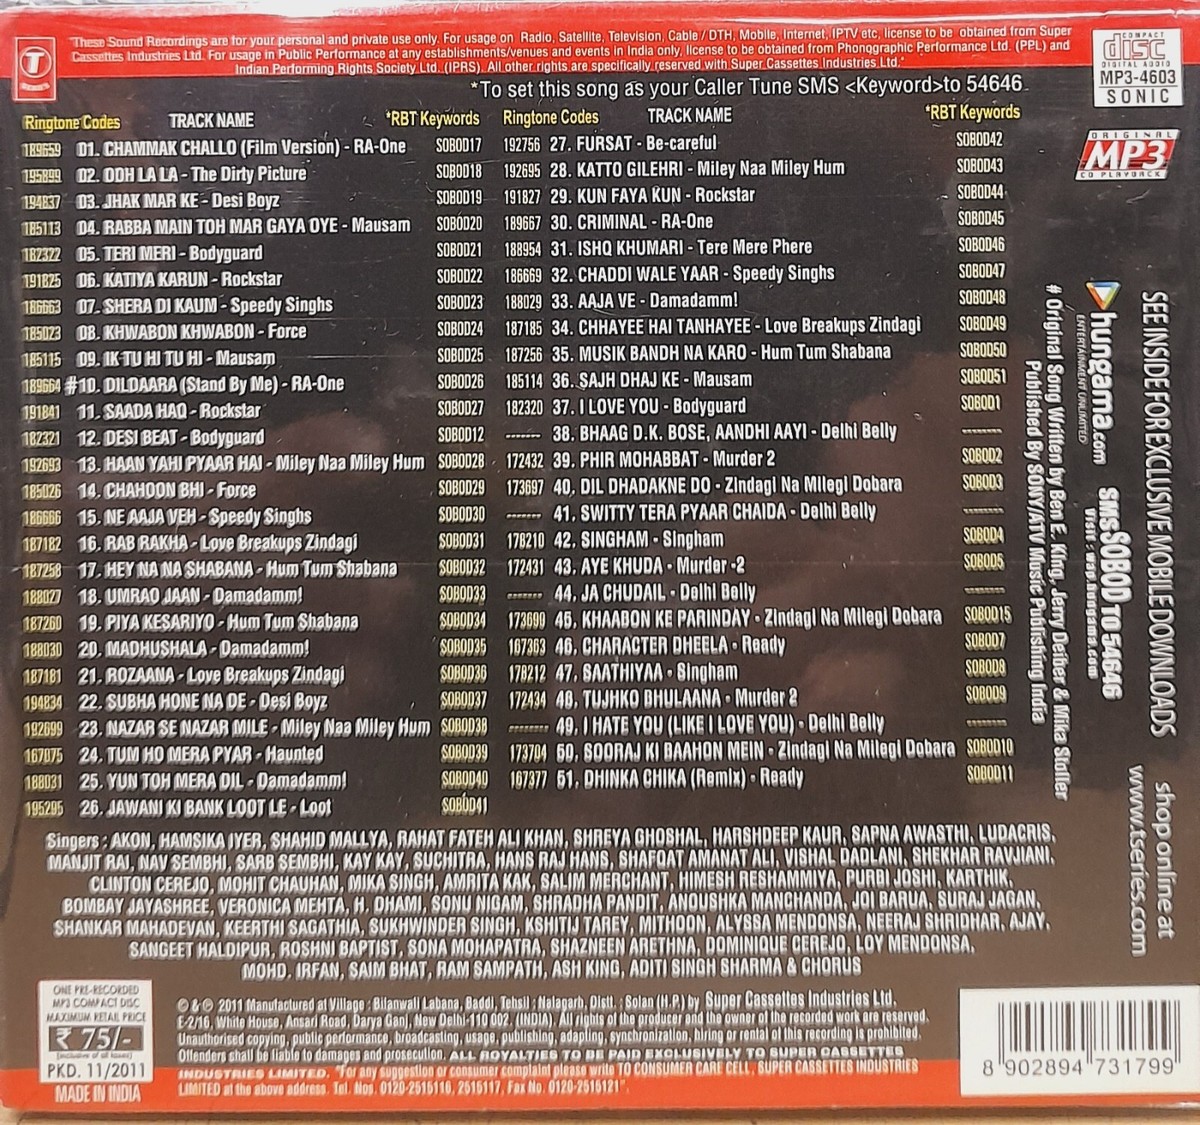 "These Sound Recordings are for your personal and private use only. For usage on Radio, Satellite, Television, Cable / DTH, Mobile, Internet, IPTV etc, license to be obtained from Super
Cassettes Industries Ltd. For usage in Public Performance at any establishments/venues and events in India only, license to be obtained from Phonographic Performance Ltd. (PPL) and
Indian Performing Rights Society Ltd. (IPRS). All other rights are specifically reserved with Super Cassettes Industries Ltd."
T
SERIES
COMPACT
disc
DIGITAL AUDIO
MP3-4603
SONIC
ORIGINAL
MP3
CD PLAYBACK
*To set this song as your Caller Tune SMS <Keyword>to 54646
Ringtone Codes TRACK NAME *RBT Keywords
189659 01. CHAMMAK CHALLO (Film Version) - RA-One SOBOD17
195899 02. OOH LA LA - The Dirty Picture SOBOD18
194837 03. JHAK MAR KE - Desi Boyz SOBOD19
185113 04. RABBA MAIN TOH MAR GAYA OYE - Mausam SOBOD20
182322 05. TERI MERI - Bodyguard SOBOD21
191825 06. KATIYA KARUN - Rockstar SOBOD22
186663 07. SHERA DI KAUM - Speedy Singhs SOBOD23
185023 08. KHWABON KHWABON - Force SOBOD24
185115 09. IK TU HI TU HI - Mausam SOBOD25
189664 #10. DILDAARA (Stand By Me) - RA-One SOBOD26
191841 11. SAADA HAQ - Rockstar SOBOD27
182321 12. DESI BEAT - Bodyguard SOBOD12
192693 13. HAAN YAHI PYAAR HAI - Miley Naa Miley Hum SOBOD28
185026 14. CHAHOON BHI - Force SOBOD29
186666 15. NE AAJA VEH - Speedy Singhs SOBOD30
187182 16. RAB RAKHA - Love Breakups Zindagi SOBOD31
187258 17. HEY NA NA SHABANA - Hum Tum Shabana SOBOD32
188027 18. UMRAO JAAN - Damadamm! SOBOD33
187260 19. PIYA KESARIYO - Hum Tum Shabana SOBOD34
188030 20. MADHUSHALA - Damadamm! SOBOD35
187181 21. ROZAANA - Love Breakups Zindagi SOBOD36
194834 22. SUBHA HONE NA DE - Desi Boyz SOBOD37
192699 23. NAZAR SE NAZAR MILE - Miley Naa Miley Hum SOBOD38
167075 24. TUM HO MERA PYAR - Haunted SOBOD39
188031 25. YUN TOH MERA DIL - Damadamm! SOBOD40
195295 26. JAWANI KI BANK LOOT LE - Loot SOBOD41
Ringtone Codes TRACK NAME *RBT Keywords
192756 27. FURSAT - Be-careful SOBOD42
192695 28. KATTO GILEHRI - Miley Naa Miley Hum SOBOD43
191827 29. KUN FAYA KUN - Rockstar SOBOD44
189667 30. CRIMINAL - RA-One SOBOD45
188954 31. ISHQ KHUMARI - Tere Mere Phere SOBOD46
186669 32. CHADDI WALE YAAR - Speedy Singhs SOBOD47
188029 33. AAJA VE - Damadamm! SOBOD48
187185 34. CHHAYEE HAI TANHAYEE - Love Breakups Zindagi SOBOD49
187256 35. MUSIK BANDH NA KARO - Hum Tum Shabana SOBOD50
185114 36. SAJH DHAJ KE - Mausam SOBOD51
182320 37. I LOVE YOU - Bodyguard SOBOD1
------ 38. BHAAG D.K. BOSE, AANDHI AAYI - Delhi Belly ------
172432 39. PHIR MOHABBAT - Murder 2 SOBOD2
173697 40. DIL DHADAKNE DO - Zindagi Na Milegi Dobara SOBOD3
------ 41. SWITTY TERA PYAAR CHAIDA - Delhi Belly ------
176210 42. SINGHAM - Singham SOBOD4
172431 43. AYE KHUDA - Murder -2 SOBOD5
------ 44. JA CHUDAIL - Delhi Belly ------
173699 45. KHAABON KE PARINDAY - Zindagi Na Milegi Dobara SOBOD15
167363 46. CHARACTER DHEELA - Ready SOBOD7
176212 47. SAATHIYAA - Singham SOBOD8
172434 48. TUJHKO BHULAANA - Murder 2 SOBOD9
------ 49. I HATE YOU (LIKE I LOVE YOU) - Delhi Belly ------
173704 50. SOORAJ KI BAAHON MEIN - Zindagi Na Milegi Dobara SOBOD10
167377 51. DHINKA CHIKA (Remix) - Ready SOBOD11
# Original Song Written by Ben E. King, Jerry Dether & Mika Stoller
Published By SONY/ATV Music Publishing India
hungama.com
ENTERTAINMENT UNLIMITED
SMS SOBOD TO 54646
Visit : wap.hungama.com
SEE INSIDE FOR EXCLUSIVE MOBILE DOWNLOADS
shop online at
www.tseries.com
Singers : AKON, HAMSIKA IYER, SHAHID MALLYA, RAHAT FATEH ALI KHAN, SHREYA GHOSHAL, HARSHDEEP KAUR, SAPNA AWASTHI, LUDACRIS,
MANJIT RAI, NAV SEMBHI, SARB SEMBHI, KAY KAY, SUCHITRA, HANS RAJ HANS, SHAFQAT AMANAT ALI, VISHAL DADLANI, SHEKHAR RAVJIANI,
CLINTON CEREJO, MOHIT CHAUHAN, MIKA SINGH, AMRITA KAK, SALIM MERCHANT, HIMESH RESHAMMIYA, PURBI JOSHI, KARTHIK,
BOMBAY JAYASHREE, VERONICA MEHTA, H. DHAMI, SONU NIGAM, SHRADHA PANDIT, ANOUSHKA MANCHANDA, JOI BARUA, SURAJ JAGAN,
SHANKAR MAHADEVAN, KEERTHI SAGATHIA, SUKHWINDER SINGH, KSHITIJ TAREY, MITHOON, ALYSSA MENDONSA, NEERAJ SHRIDHAR, AJAY,
SANGEET HALDIPUR, ROSHNI BAPTIST, SONA MOHAPATRA, SHAZNEEN ARETHNA, DOMINIQUE CEREJO, LOY MENDONSA,
MOHD. IRFAN, SAIM BHAT, RAM SAMPATH, ASH KING, ADITI SINGH SHARMA & CHORUS
ONE PRE-RECORDED
MP3 COMPACT DISC
MAXIMUM RETAIL PRICE
₹ 75/-
(inclusive of all taxes)
PKD. 11/2011
MADE IN INDIA
© & ℗ 2011 Manufactured at Village : Bilanwali Labana, Baddi, Tehsil : Nalagarh, Distt. : Solan (H.P.) by Super Cassettes Industries Ltd.
E-2/16, White House, Ansari Road, Darya Ganj, New Delhi-110 002. (INDIA). All rights of the producer and the owner of the recorded work are reserved.
Unauthorised copying, public performance, broadcasting, usage, publishing, adapting, synchronization, hiring or rental of this recording is prohibited.
Offenders shall be liable to damages and prosecution. ALL ROYALTIES TO BE PAID EXCLUSIVELY TO SUPER CASSETTES
INDUSTRIES LIMITED. "For any suggestion or consumer complaint please write TO CONSUMER CARE CELL, SUPER CASSETTES INDUSTRIES
LIMITED at the above address. Tel. Nos. 0120-2515116, 2515117, Fax No. 0120-2515121".
8 902894 731799